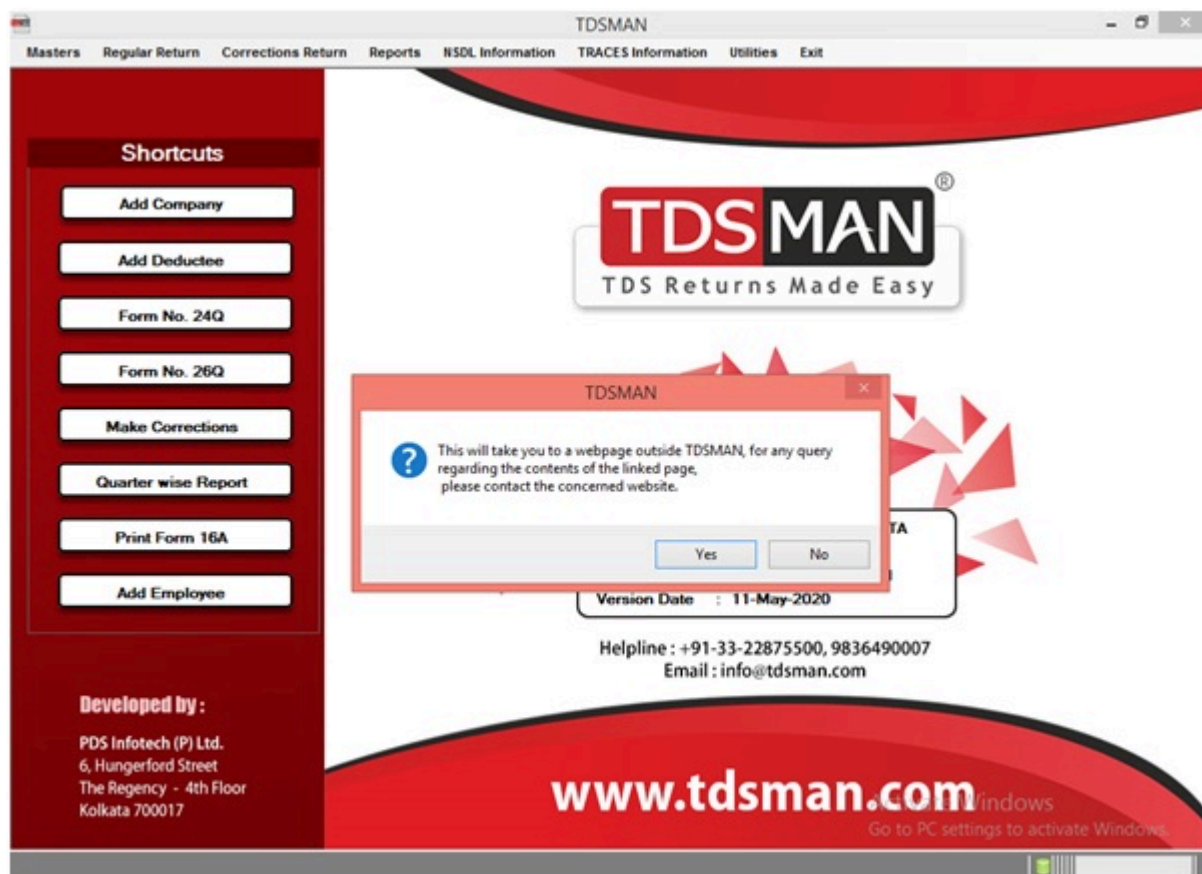 TDSMAN
Masters Regular Return Corrections Return Reports NSDL Information TRACES Information Utilities Exit
Shortcuts
Add Company
Add Deductee
Form No. 24Q
Form No. 26Q
Make Corrections
Quarter wise Report
Print Form 16A
Add Employee
Developed by :
PDS Infotech (P) Ltd.
6, Hungerford Street
The Regency - 4th Floor
Kolkata 700017
TDSMAN ®
TDS Returns Made Easy
TDSMAN
This will take you to a webpage outside TDSMAN, for any query
regarding the contents of the linked page,
please contact the concerned website.
Yes No
TA
Version Date : 11-May-2020
Helpline : +91-33-22875500, 9836490007
Email : info@tdsman.com
www.tdsman.com
Activate Windows
Go to PC settings to activate Windows.